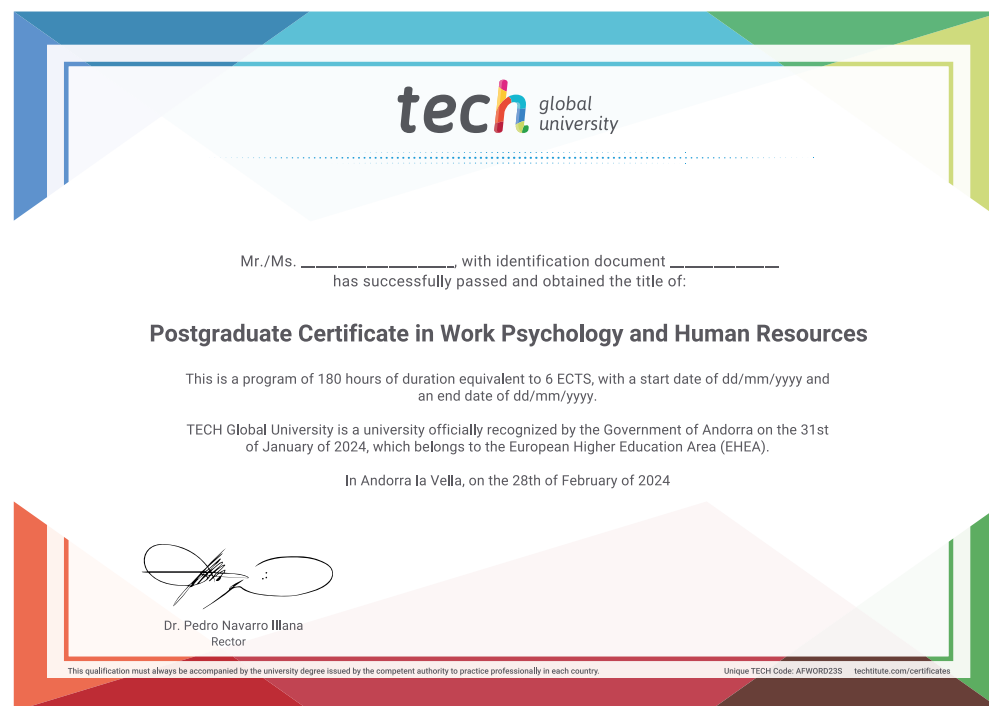 tech global
university
Mr./Ms. ____________________, with identification document ______________
has successfully passed and obtained the title of:
Postgraduate Certificate in Work Psychology and Human Resources
This is a program of 180 hours of duration equivalent to 6 ECTS, with a start date of dd/mm/yyyy and
an end date of dd/mm/yyyy.
TECH Global University is a university officially recognized by the Government of Andorra on the 31st
of January of 2024, which belongs to the European Higher Education Area (EHEA).
In Andorra la Vella, on the 28th of February of 2024
Dr. Pedro Navarro Illana
Rector
This qualification must always be accompanied by the university degree issued by the competent authority to practice professionally in each country. Unique TECH Code: AFWORD23S techtitute.com/certificates